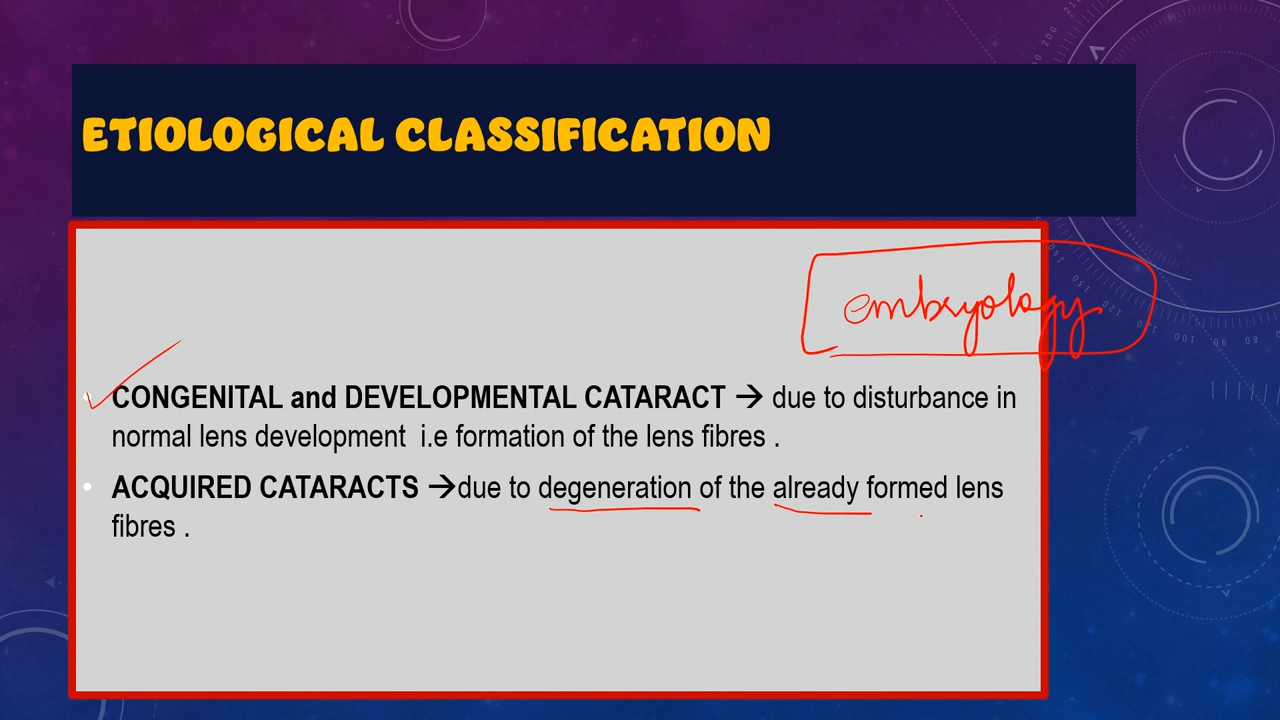 ETIOLOGICAL CLASSIFICATION
embryology
• CONGENITAL and DEVELOPMENTAL CATARACT → due to disturbance in
normal lens development i.e formation of the lens fibres .
• ACQUIRED CATARACTS →due to degeneration of the already formed lens
fibres .